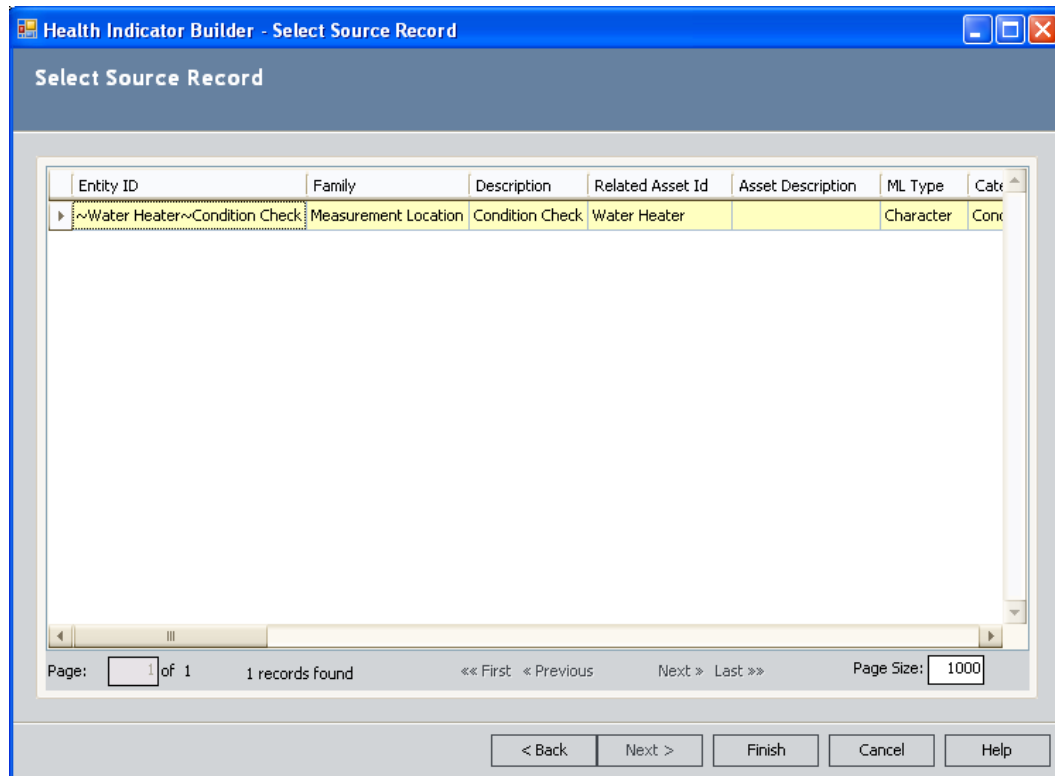 Health Indicator Builder - Select Source Record
Select Source Record
Entity ID Family Description Related Asset Id Asset Description ML Type Cate
~Water Heater~Condition Check Measurement Location Condition Check Water Heater Character Cond
Page: 1 of 1 1 records found «« First « Previous Next » Last »» Page Size: 1000
< Back Next > Finish Cancel Help